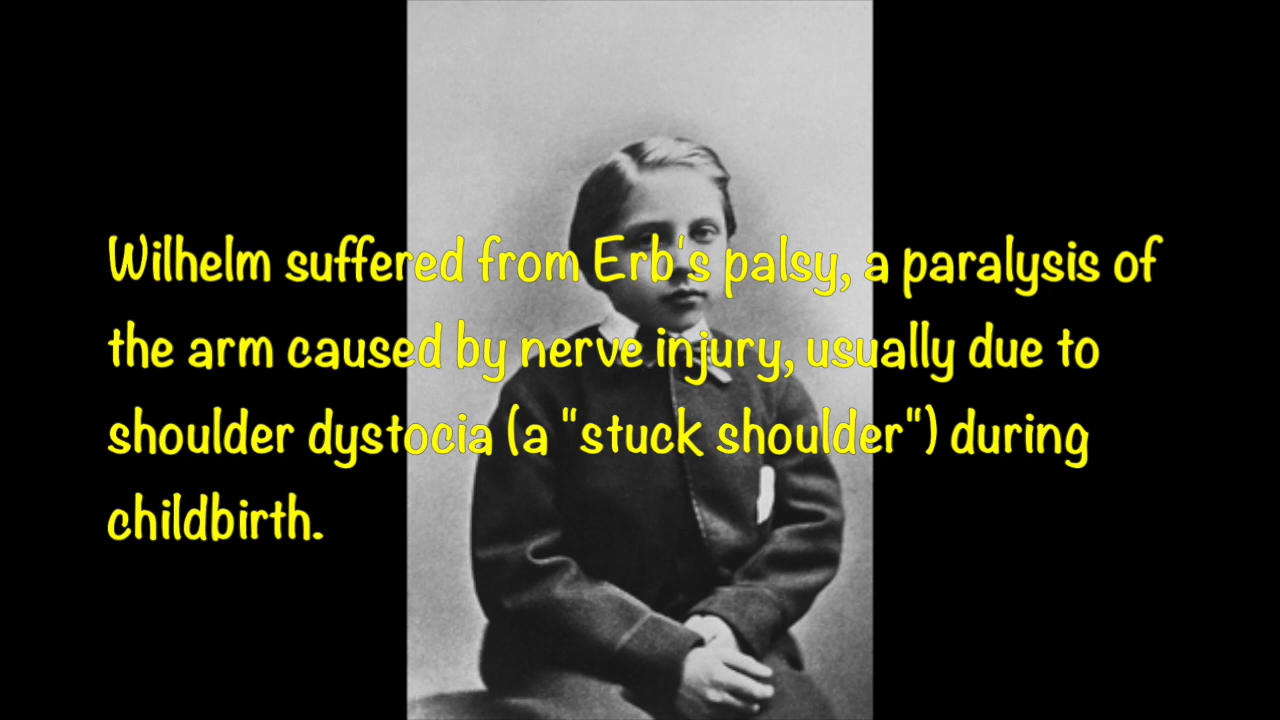 Wilhelm suffered from Erb's palsy, a paralysis of
the arm caused by nerve injury, usually due to
shoulder dystocia (a "stuck shoulder") during
childbirth.